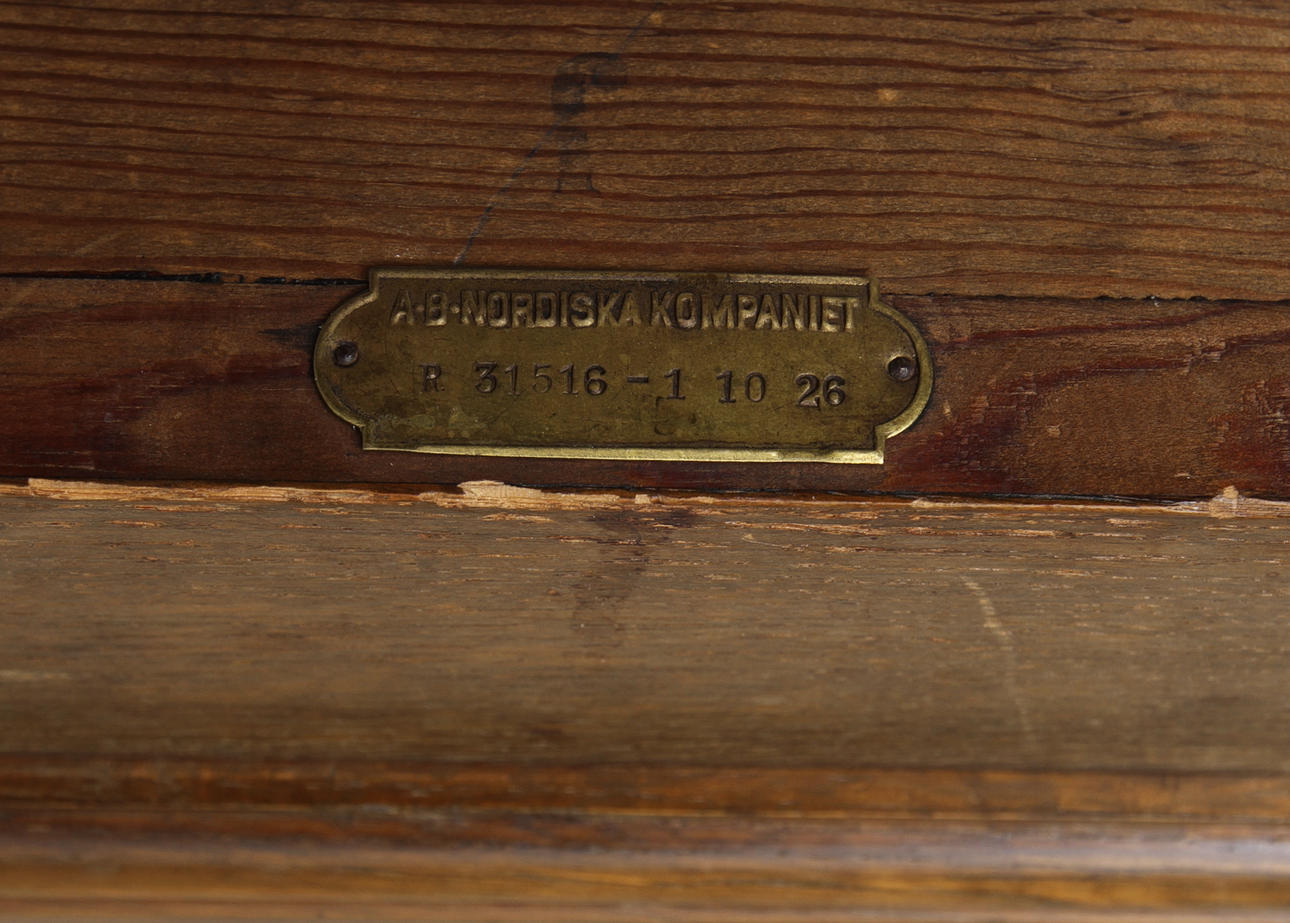 A·B·NORDISKA KOMPANIET
R 31516-1 10 26